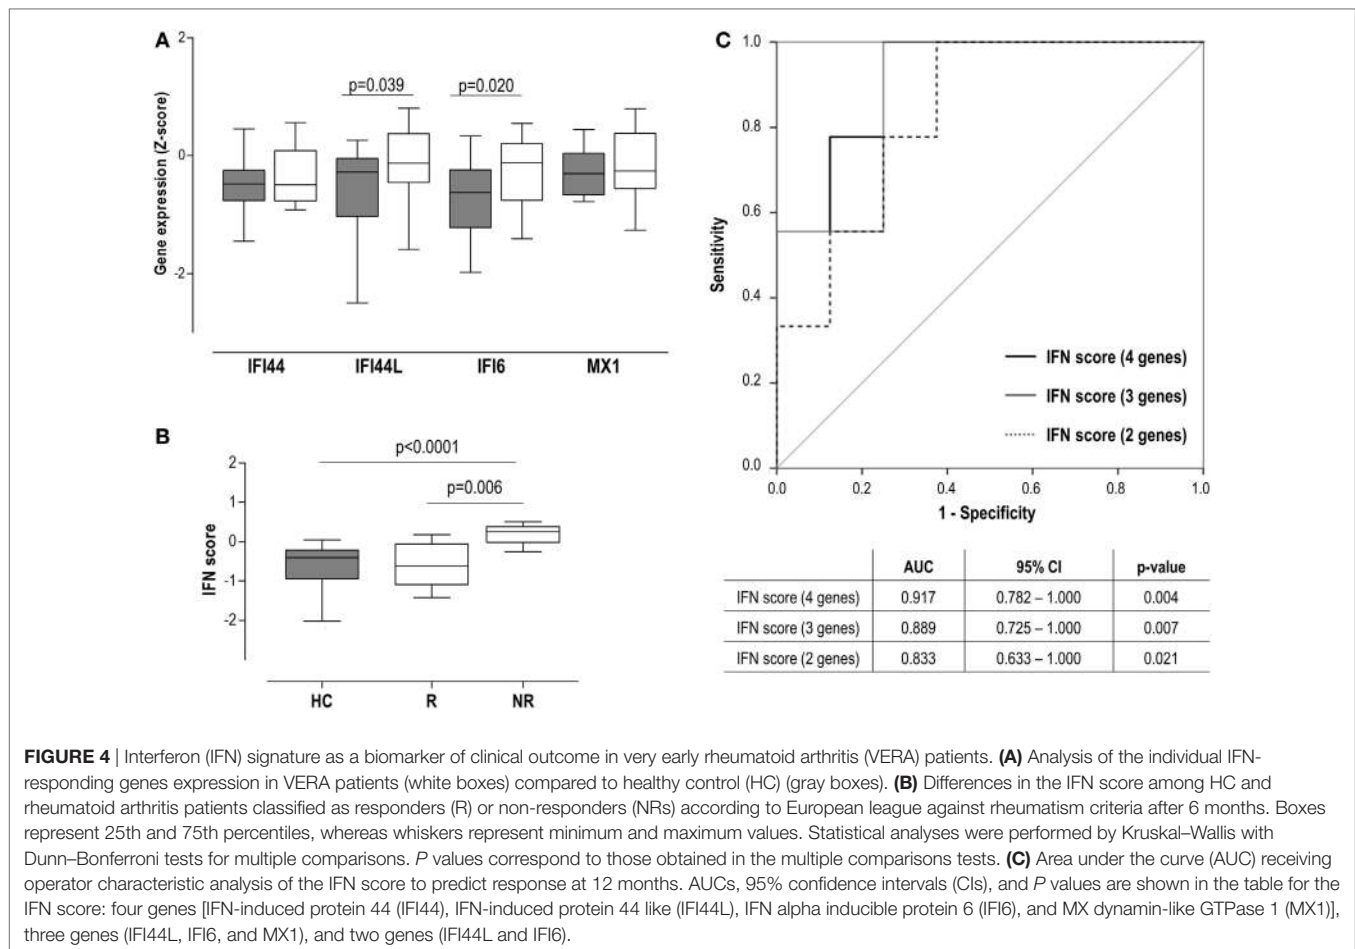 A
2
0
-2
Gene expression (Z-score)
p=0.039
p=0.020
IFI44
IFI44L
IFI6
MX1
B
2
1
0
-1
-2
IFN score
p<0.0001
p=0.006
HC
R
NR
C
1.0
0.8
0.6
0.4
0.2
0.0
Sensitivity
0.0
0.2
0.4
0.6
0.8
1.0
1 - Specificity
IFN score (4 genes)
IFN score (3 genes)
IFN score (2 genes)
AUC 95% CI p-value
IFN score (4 genes) 0.917 0.782 – 1.000 0.004
IFN score (3 genes) 0.889 0.725 – 1.000 0.007
IFN score (2 genes) 0.833 0.633 – 1.000 0.021
FIGURE 4 | Interferon (IFN) signature as a biomarker of clinical outcome in very early rheumatoid arthritis (VERA) patients. (A) Analysis of the individual IFN-
responding genes expression in VERA patients (white boxes) compared to healthy control (HC) (gray boxes). (B) Differences in the IFN score among HC and
rheumatoid arthritis patients classified as responders (R) or non-responders (NRs) according to European league against rheumatism criteria after 6 months. Boxes
represent 25th and 75th percentiles, whereas whiskers represent minimum and maximum values. Statistical analyses were performed by Kruskal–Wallis with
Dunn–Bonferroni tests for multiple comparisons. P values correspond to those obtained in the multiple comparisons tests. (C) Area under the curve (AUC) receiving
operator characteristic analysis of the IFN score to predict response at 12 months. AUCs, 95% confidence intervals (CIs), and P values are shown in the table for the
IFN score: four genes [IFN-induced protein 44 (IFI44), IFN-induced protein 44 like (IFI44L), IFN alpha inducible protein 6 (IFI6), and MX dynamin-like GTPase 1 (MX1)],
three genes (IFI44L, IFI6, and MX1), and two genes (IFI44L and IFI6).